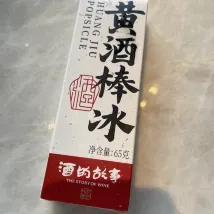 黄酒棒冰
HUANG JIU
POPSICLE
酒
净含量:65克
酒的故事
THE STORY OF WINE